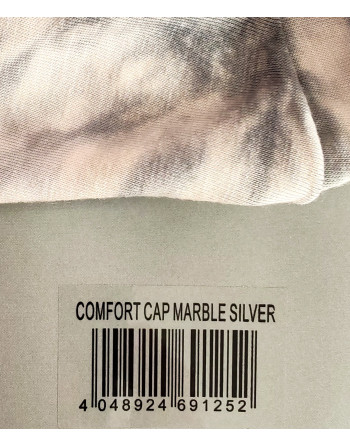 COMFORT CAP MARBLE SILVER
4 048924 691252